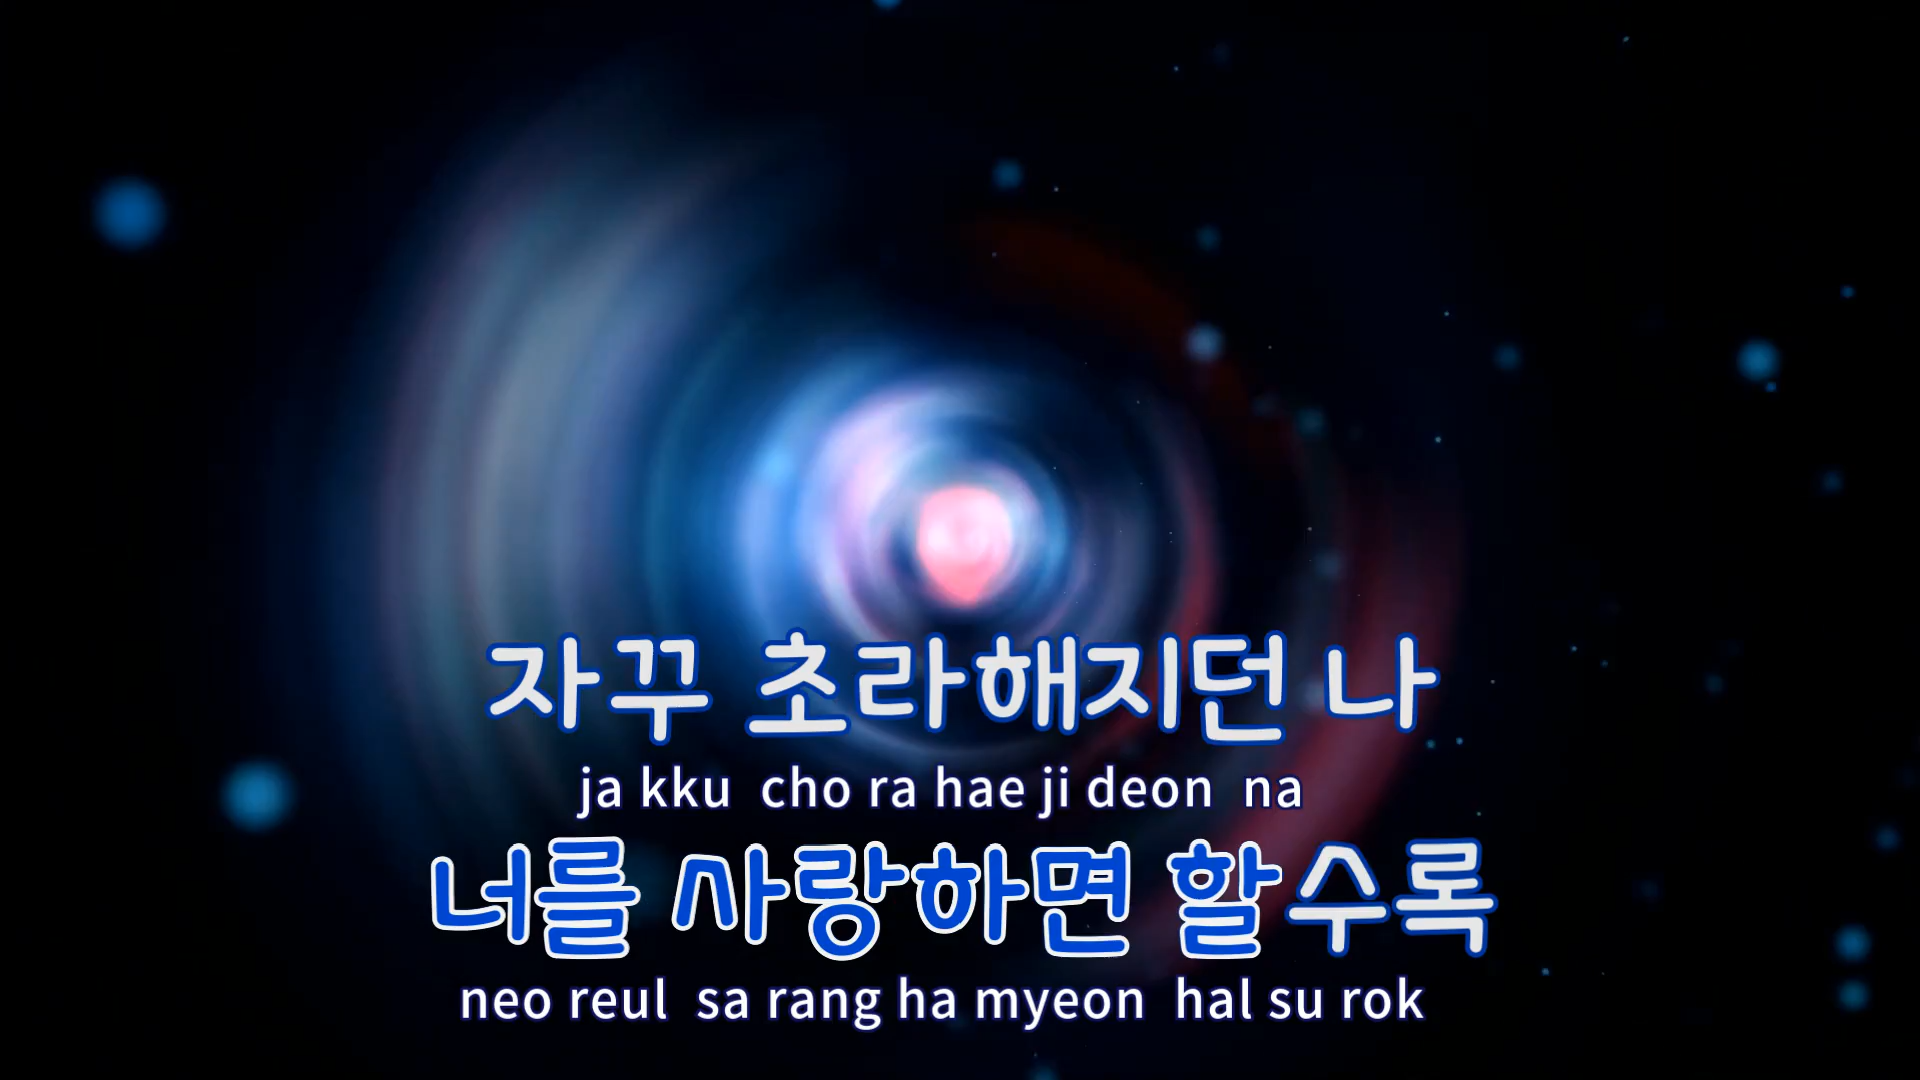 자꾸 초라해지던 나
ja kku cho ra hae ji deon na
너를 사랑하면 할수록
neo reul sa rang ha myeon hal su rok